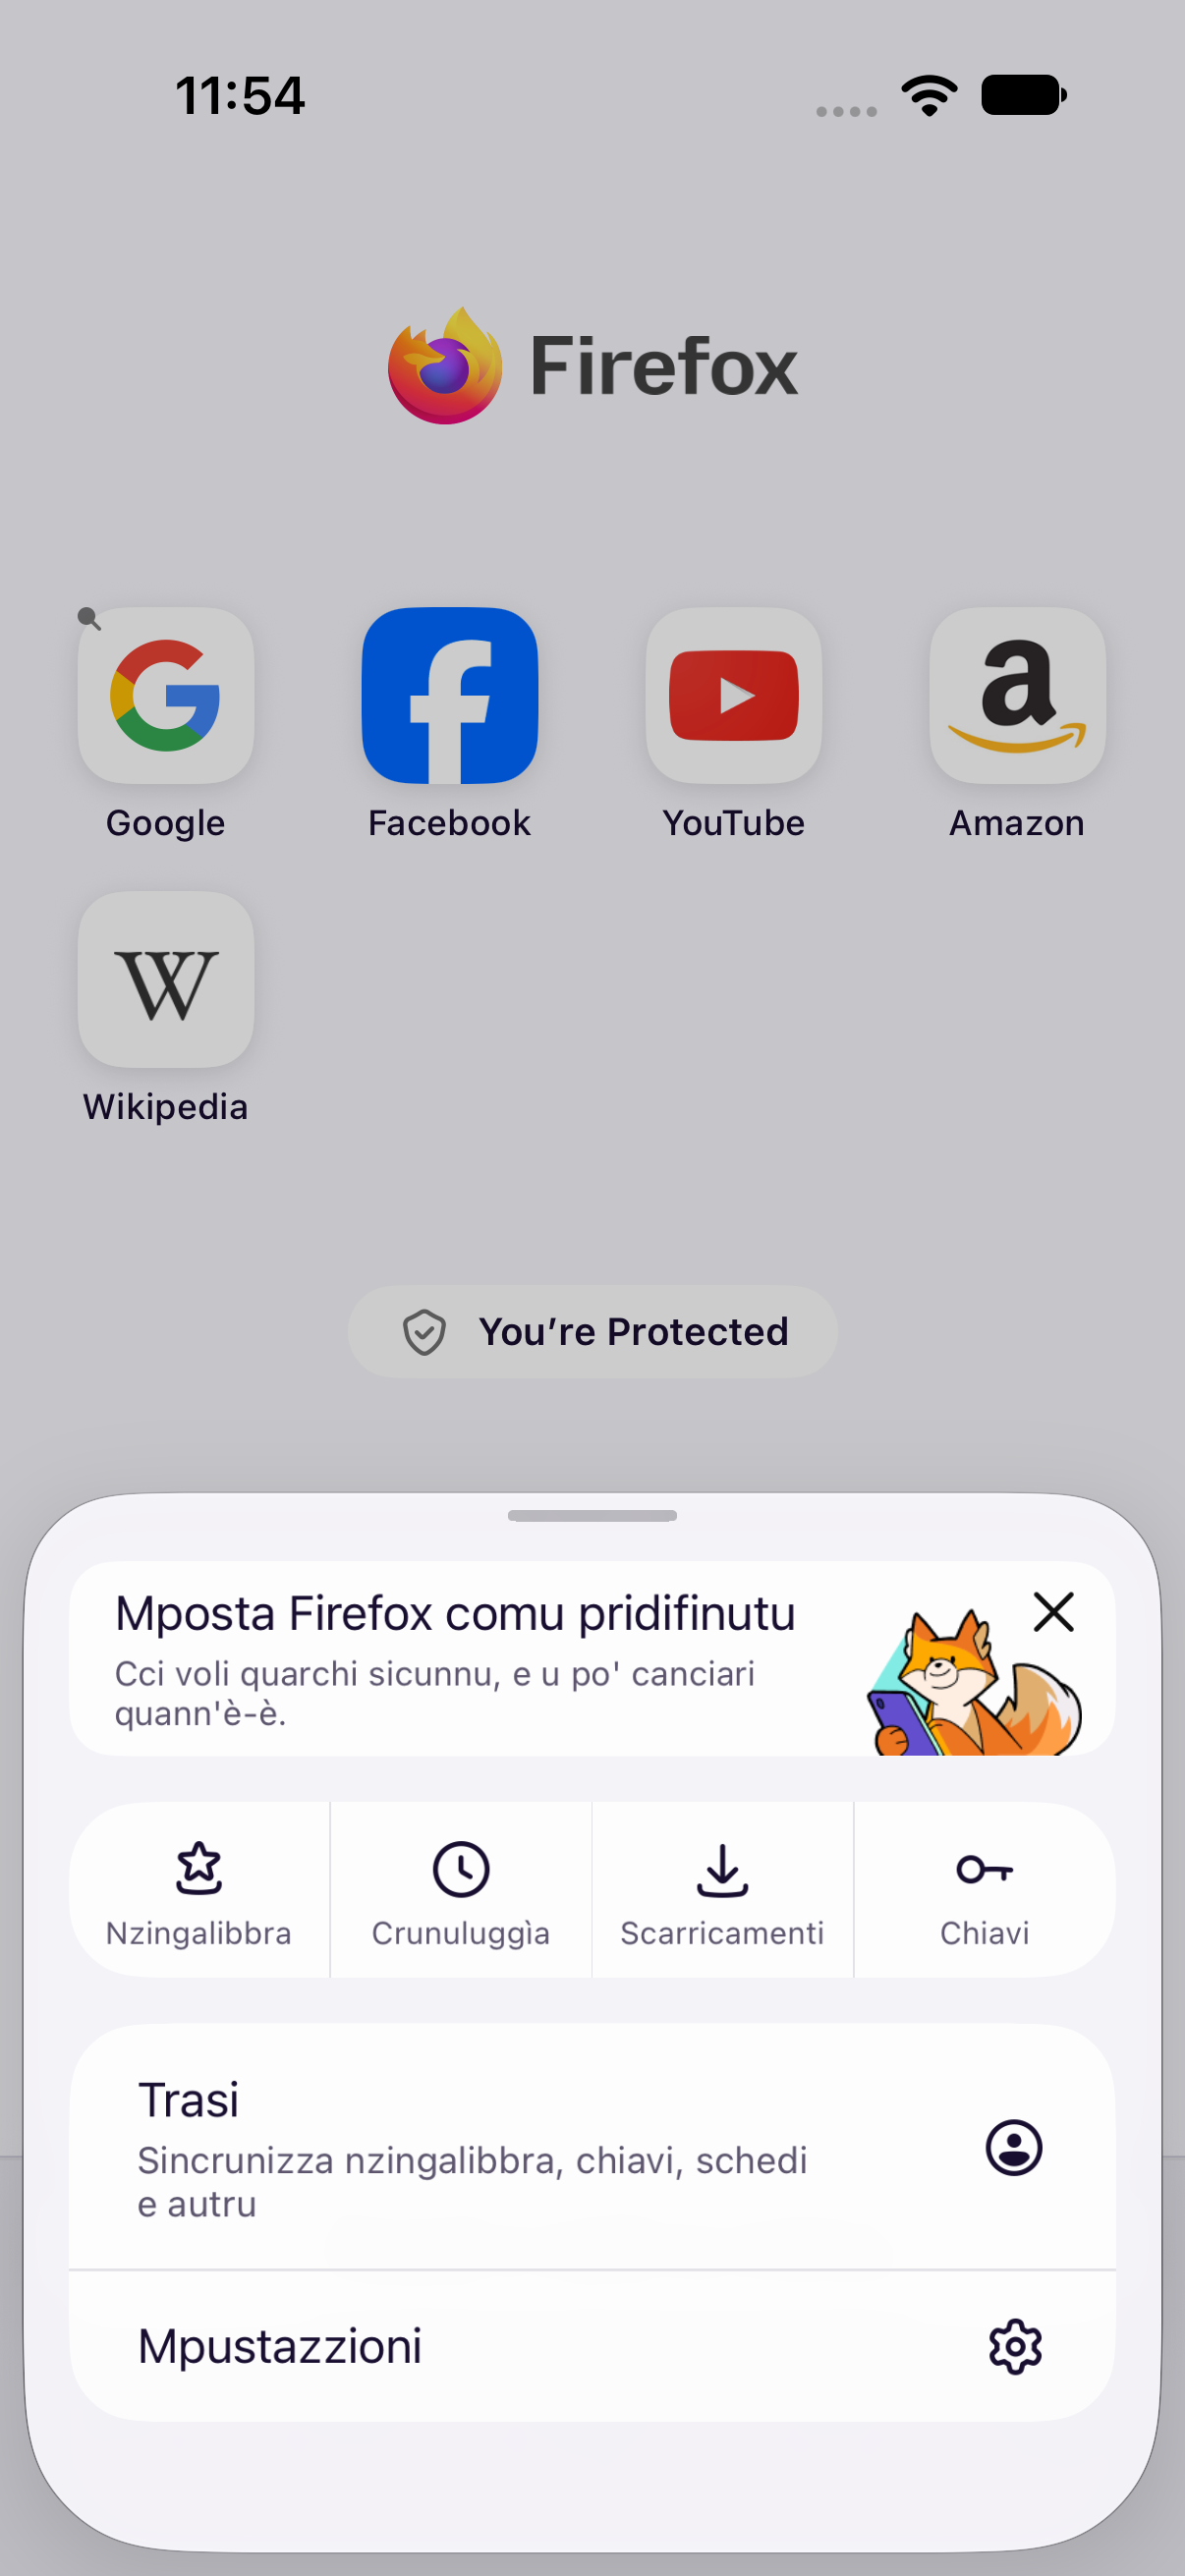 11:54
Firefox
Google
Facebook
YouTube
Amazon
W
Wikipedia
You’re Protected
Mposta Firefox comu pridifinutu
Cci voli quarchi sicunnu, e u po' canciari
quann'è-è.
Nzingalibbra
Crunuluggìa
Scarricamenti
Chiavi
Trasi
Sincrunizza nzingalibbra, chiavi, schedi
e autru
Mpustazzioni